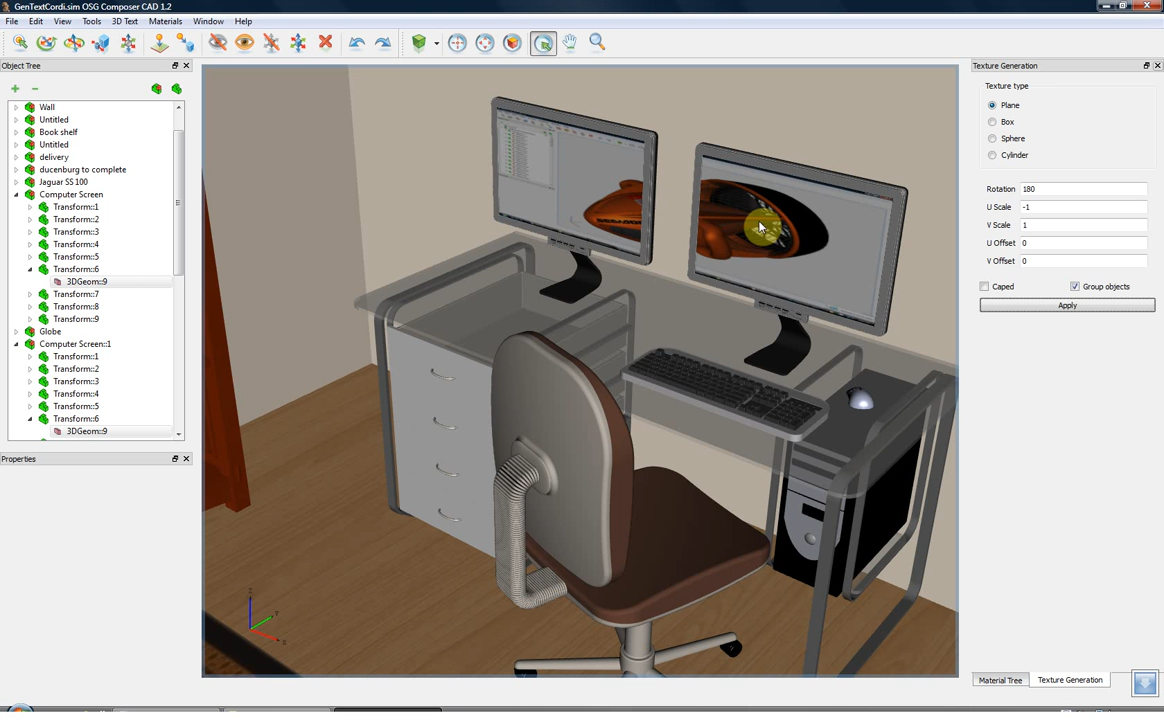 GenTextCordi.sim OSG Composer CAD 1.2
File Edit View Tools 3D Text Materials Window Help
Object Tree
Wall
Untitled
Book shelf
Untitled
delivery
ducenburg to complete
Jaguar SS 100
Computer Screen
Transform::1
Transform::2
Transform::3
Transform::4
Transform::5
Transform::6
3DGeom::9
Transform::7
Transform::8
Transform::9
Globe
Computer Screen::1
Transform::1
Transform::2
Transform::3
Transform::4
Transform::5
Transform::6
3DGeom::9
Properties
Z
Y
Texture Generation
Texture type
Plane
Box
Sphere
Cylinder
Rotation 180
U Scale -1
V Scale 1
U Offset 0
V Offset 0
Caped Group objects
Apply
Material Tree Texture Generation